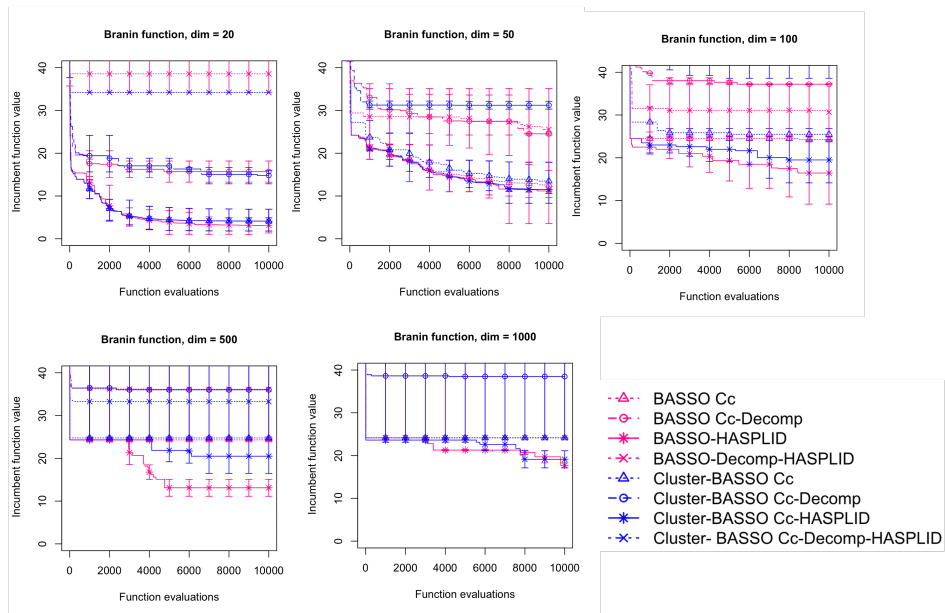 Branin function, dim = 20
Incumbent function value
40
30
20
10
0
0 2000 4000 6000 8000 10000
Function evaluations
Branin function, dim = 50
Incumbent function value
40
30
20
10
0
0 2000 4000 6000 8000 10000
Function evaluations
Branin function, dim = 100
Incumbent function value
40
30
20
10
0
0 2000 4000 6000 8000 10000
Function evaluations
Branin function, dim = 500
Incumbent function value
40
30
20
10
0
0 2000 4000 6000 8000 10000
Function evaluations
Branin function, dim = 1000
Incumbent function value
40
30
20
10
0
0 2000 4000 6000 8000 10000
Function evaluations
BASSO Cc
BASSO Cc-Decomp
BASSO-HASPLID
BASSO-Decomp-HASPLID
Cluster-BASSO Cc
Cluster-BASSO Cc-Decomp
Cluster-BASSO Cc-HASPLID
Cluster- BASSO Cc-Decomp-HASPLID